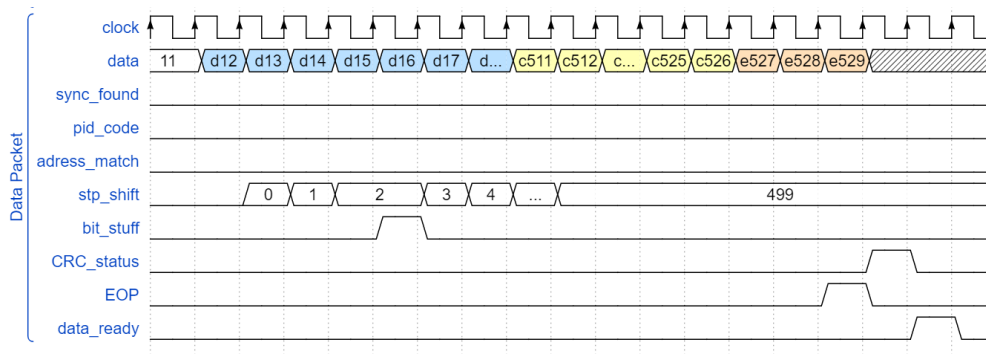 Data Packet
clock
data 11 d12 d13 d14 d15 d16 d17 d... c511 c512 c... c525 c526 e527 e528 e529
sync_found
pid_code
adress_match
stp_shift 0 1 2 3 4 ... 499
bit_stuff
CRC_status
EOP
data_ready